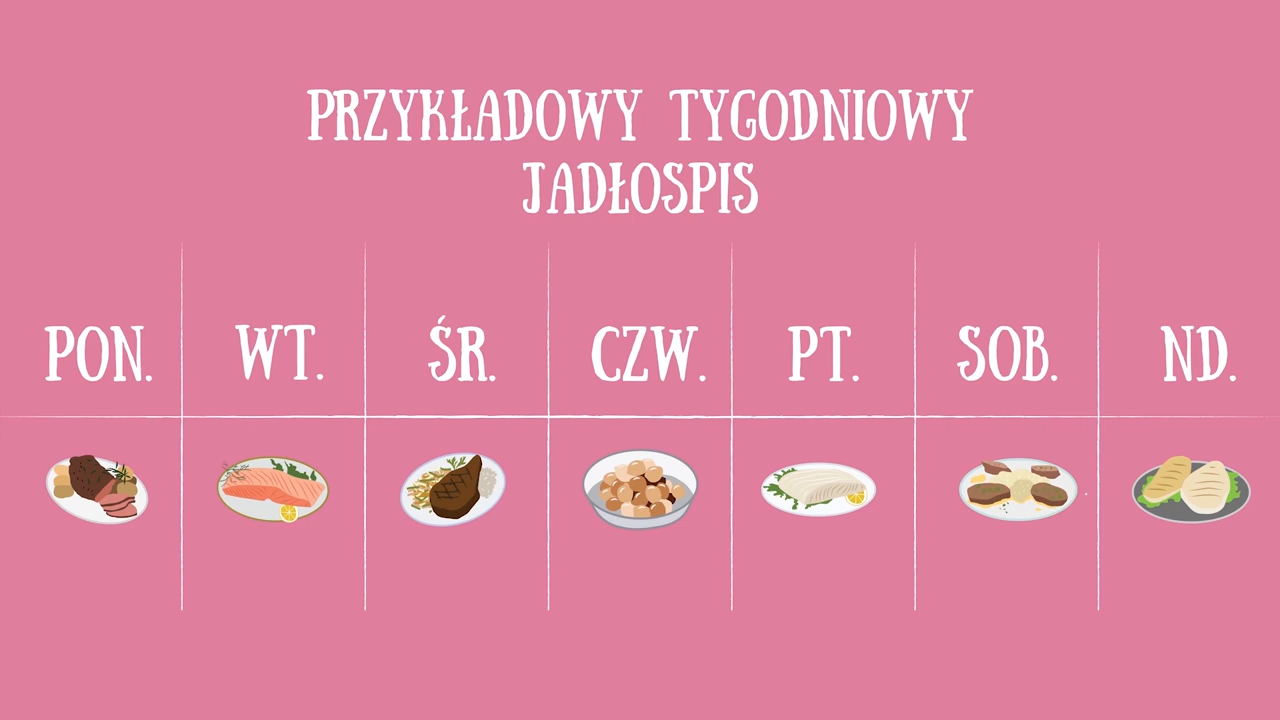 PRZYKŁADOWY TYGODNIOWY
JADŁOSPIS
PON. WT. ŚR. CZW. PT. SOB. ND.